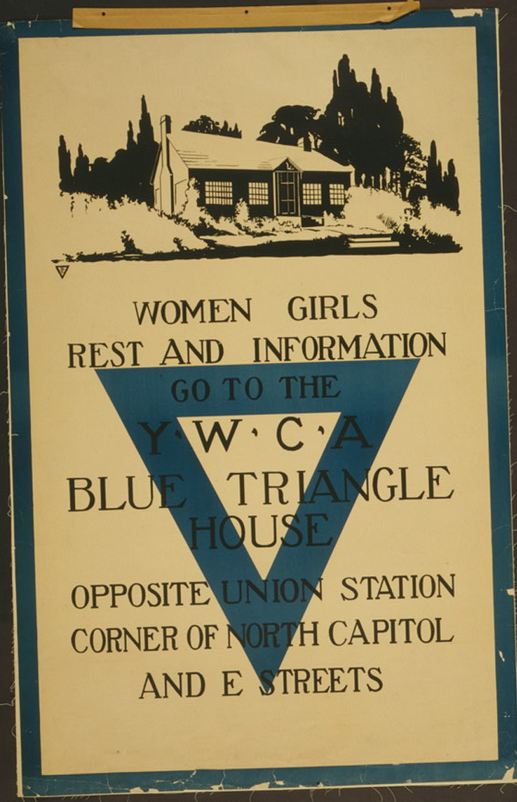 WOMEN GIRLS
REST AND INFORMATION
GO TO THE
Y·W·C·A
BLUE TRIANGLE
HOUSE
OPPOSITE UNION STATION
CORNER OF NORTH CAPITOL
AND E STREETS